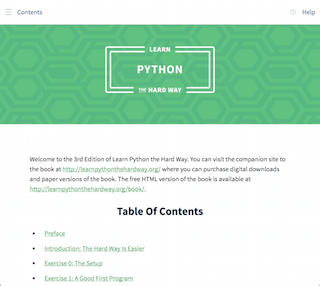 Contents
Help
LEARN
PYTHON
THE HARD WAY
Welcome to the 3rd Edition of Learn Python the Hard Way. You can visit the companion site to
the book at http://learnpythonthehardway.org/ where you can purchase digital downloads
and paper versions of the book. The free HTML version of the book is available at
http://learnpythonthehardway.org/book/.
Table Of Contents
Preface
Introduction: The Hard Way Is Easier
Exercise 0: The Setup
Exercise 1: A Good First Program